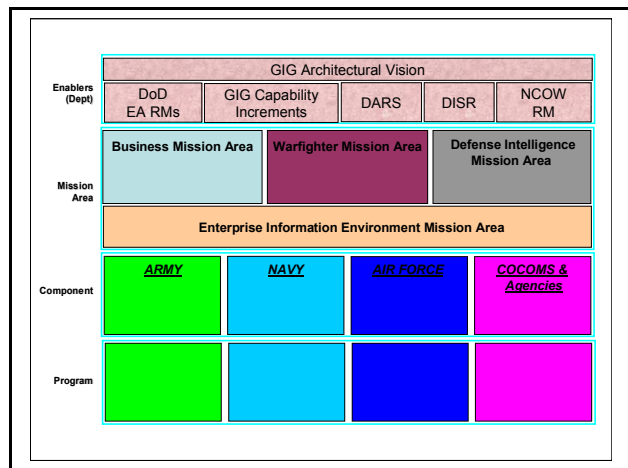 GIG Architectural Vision
Enablers
(Dept)
DoD
EA RMs
GIG Capability
Increments
DARS
DISR
NCOW
RM
Mission
Area
Business Mission Area
Warfighter Mission Area
Defense Intelligence
Mission Area
Enterprise Information Environment Mission Area
Component
ARMY
NAVY
AIR FORCE
COCOMS &
Agencies
Program